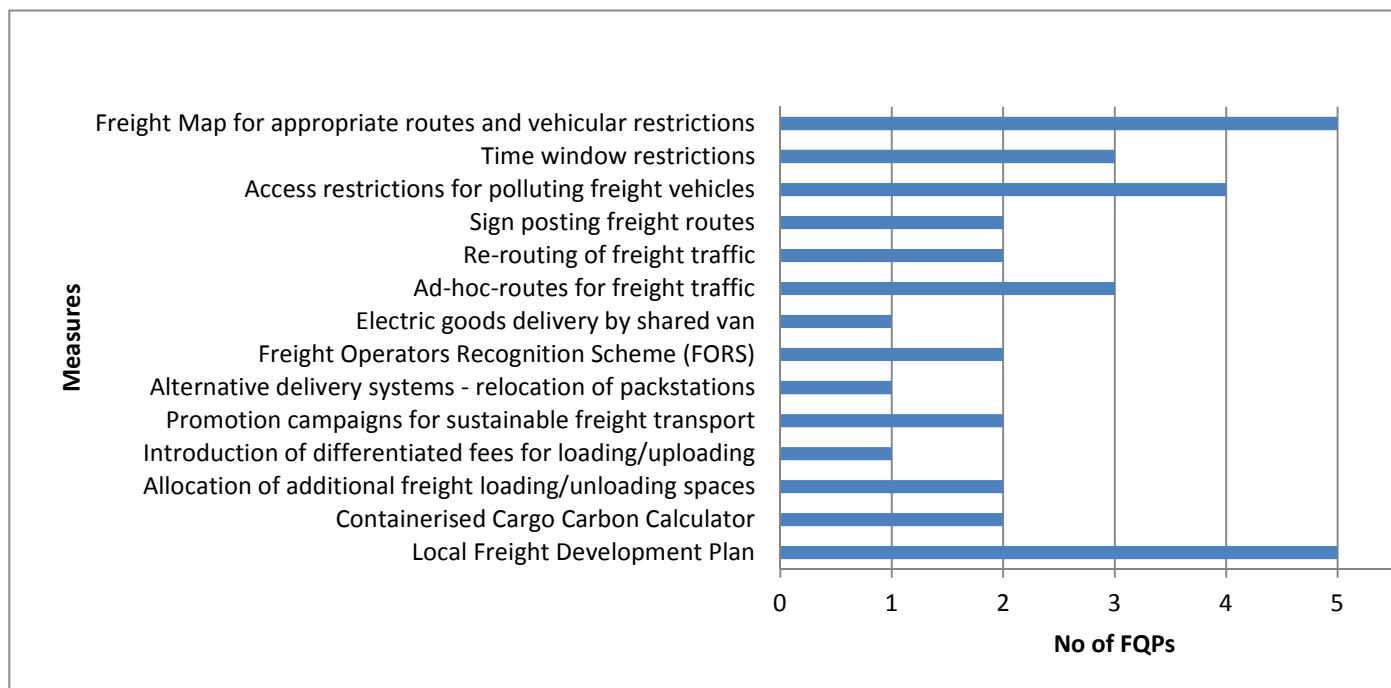 Freight Map for appropriate routes and vehicular restrictions
Time window restrictions
Access restrictions for polluting freight vehicles
Sign posting freight routes
Re-routing of freight traffic
Ad-hoc-routes for freight traffic
Electric goods delivery by shared van
Freight Operators Recognition Scheme (FORS)
Alternative delivery systems - relocation of packstations
Promotion campaigns for sustainable freight transport
Introduction of differentiated fees for loading/uploading
Allocation of additional freight loading/unloading spaces
Containerised Cargo Carbon Calculator
Local Freight Development Plan
Measures
0 1 2 3 4 5
No of FQPs